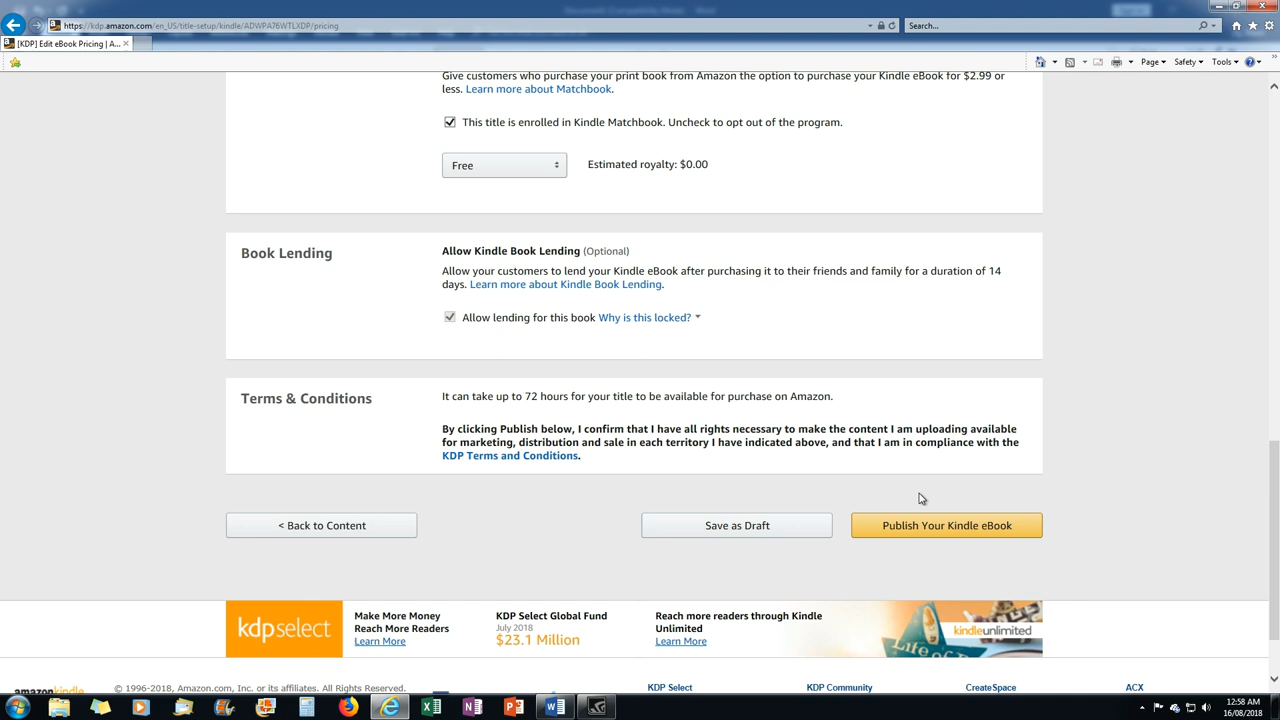 https://kdp.amazon.com/en_US/title-setup/kindle/ADWPA76WTLXDP/pricing
Search...
[KDP] Edit eBook Pricing | A...
Page
Safety
Tools
Give customers who purchase your print book from Amazon the option to purchase your Kindle eBook for $2.99 or
less. Learn more about Matchbook.
This title is enrolled in Kindle Matchbook. Uncheck to opt out of the program.
Free
Estimated royalty: $0.00
Book Lending
Allow Kindle Book Lending (Optional)
Allow your customers to lend your Kindle eBook after purchasing it to their friends and family for a duration of 14
days. Learn more about Kindle Book Lending.
Allow lending for this book Why is this locked?
Terms & Conditions
It can take up to 72 hours for your title to be available for purchase on Amazon.
By clicking Publish below, I confirm that I have all rights necessary to make the content I am uploading available
for marketing, distribution and sale in each territory I have indicated above, and that I am in compliance with the
KDP Terms and Conditions.
< Back to Content
Save as Draft
Publish Your Kindle eBook
kdpselect
Make More Money
Reach More Readers
Learn More
KDP Select Global Fund
July 2018
$23.1 Million
Reach more readers through Kindle
Unlimited
Learn More
kindleunlimited
amazonkindle
© 1996-2018, Amazon.com, Inc. or its affiliates. All Rights Reserved.
KDP Select
KDP Community
CreateSpace
ACX
12:58 AM
16/08/2018